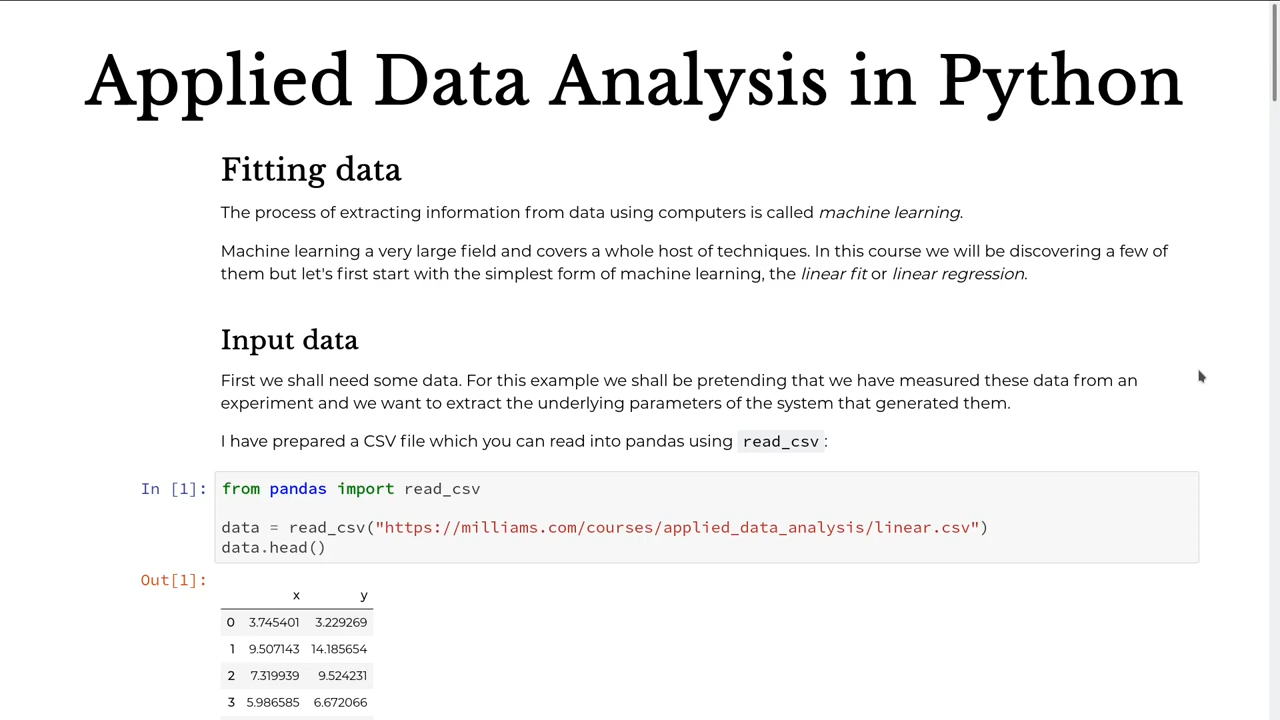 Applied Data Analysis in Python
Fitting data
The process of extracting information from data using computers is called machine learning.
Machine learning a very large field and covers a whole host of techniques. In this course we will be discovering a few of
them but let's first start with the simplest form of machine learning, the linear fit or linear regression.
Input data
First we shall need some data. For this example we shall be pretending that we have measured these data from an
experiment and we want to extract the underlying parameters of the system that generated them.
I have prepared a CSV file which you can read into pandas using read_csv:
In [1]: from pandas import read_csv
data = read_csv("https://milliams.com/courses/applied_data_analysis/linear.csv")
data.head()
Out[1]:
x y
0 3.745401 3.229269
1 9.507143 14.185654
2 7.319939 9.524231
3 5.986585 6.672066